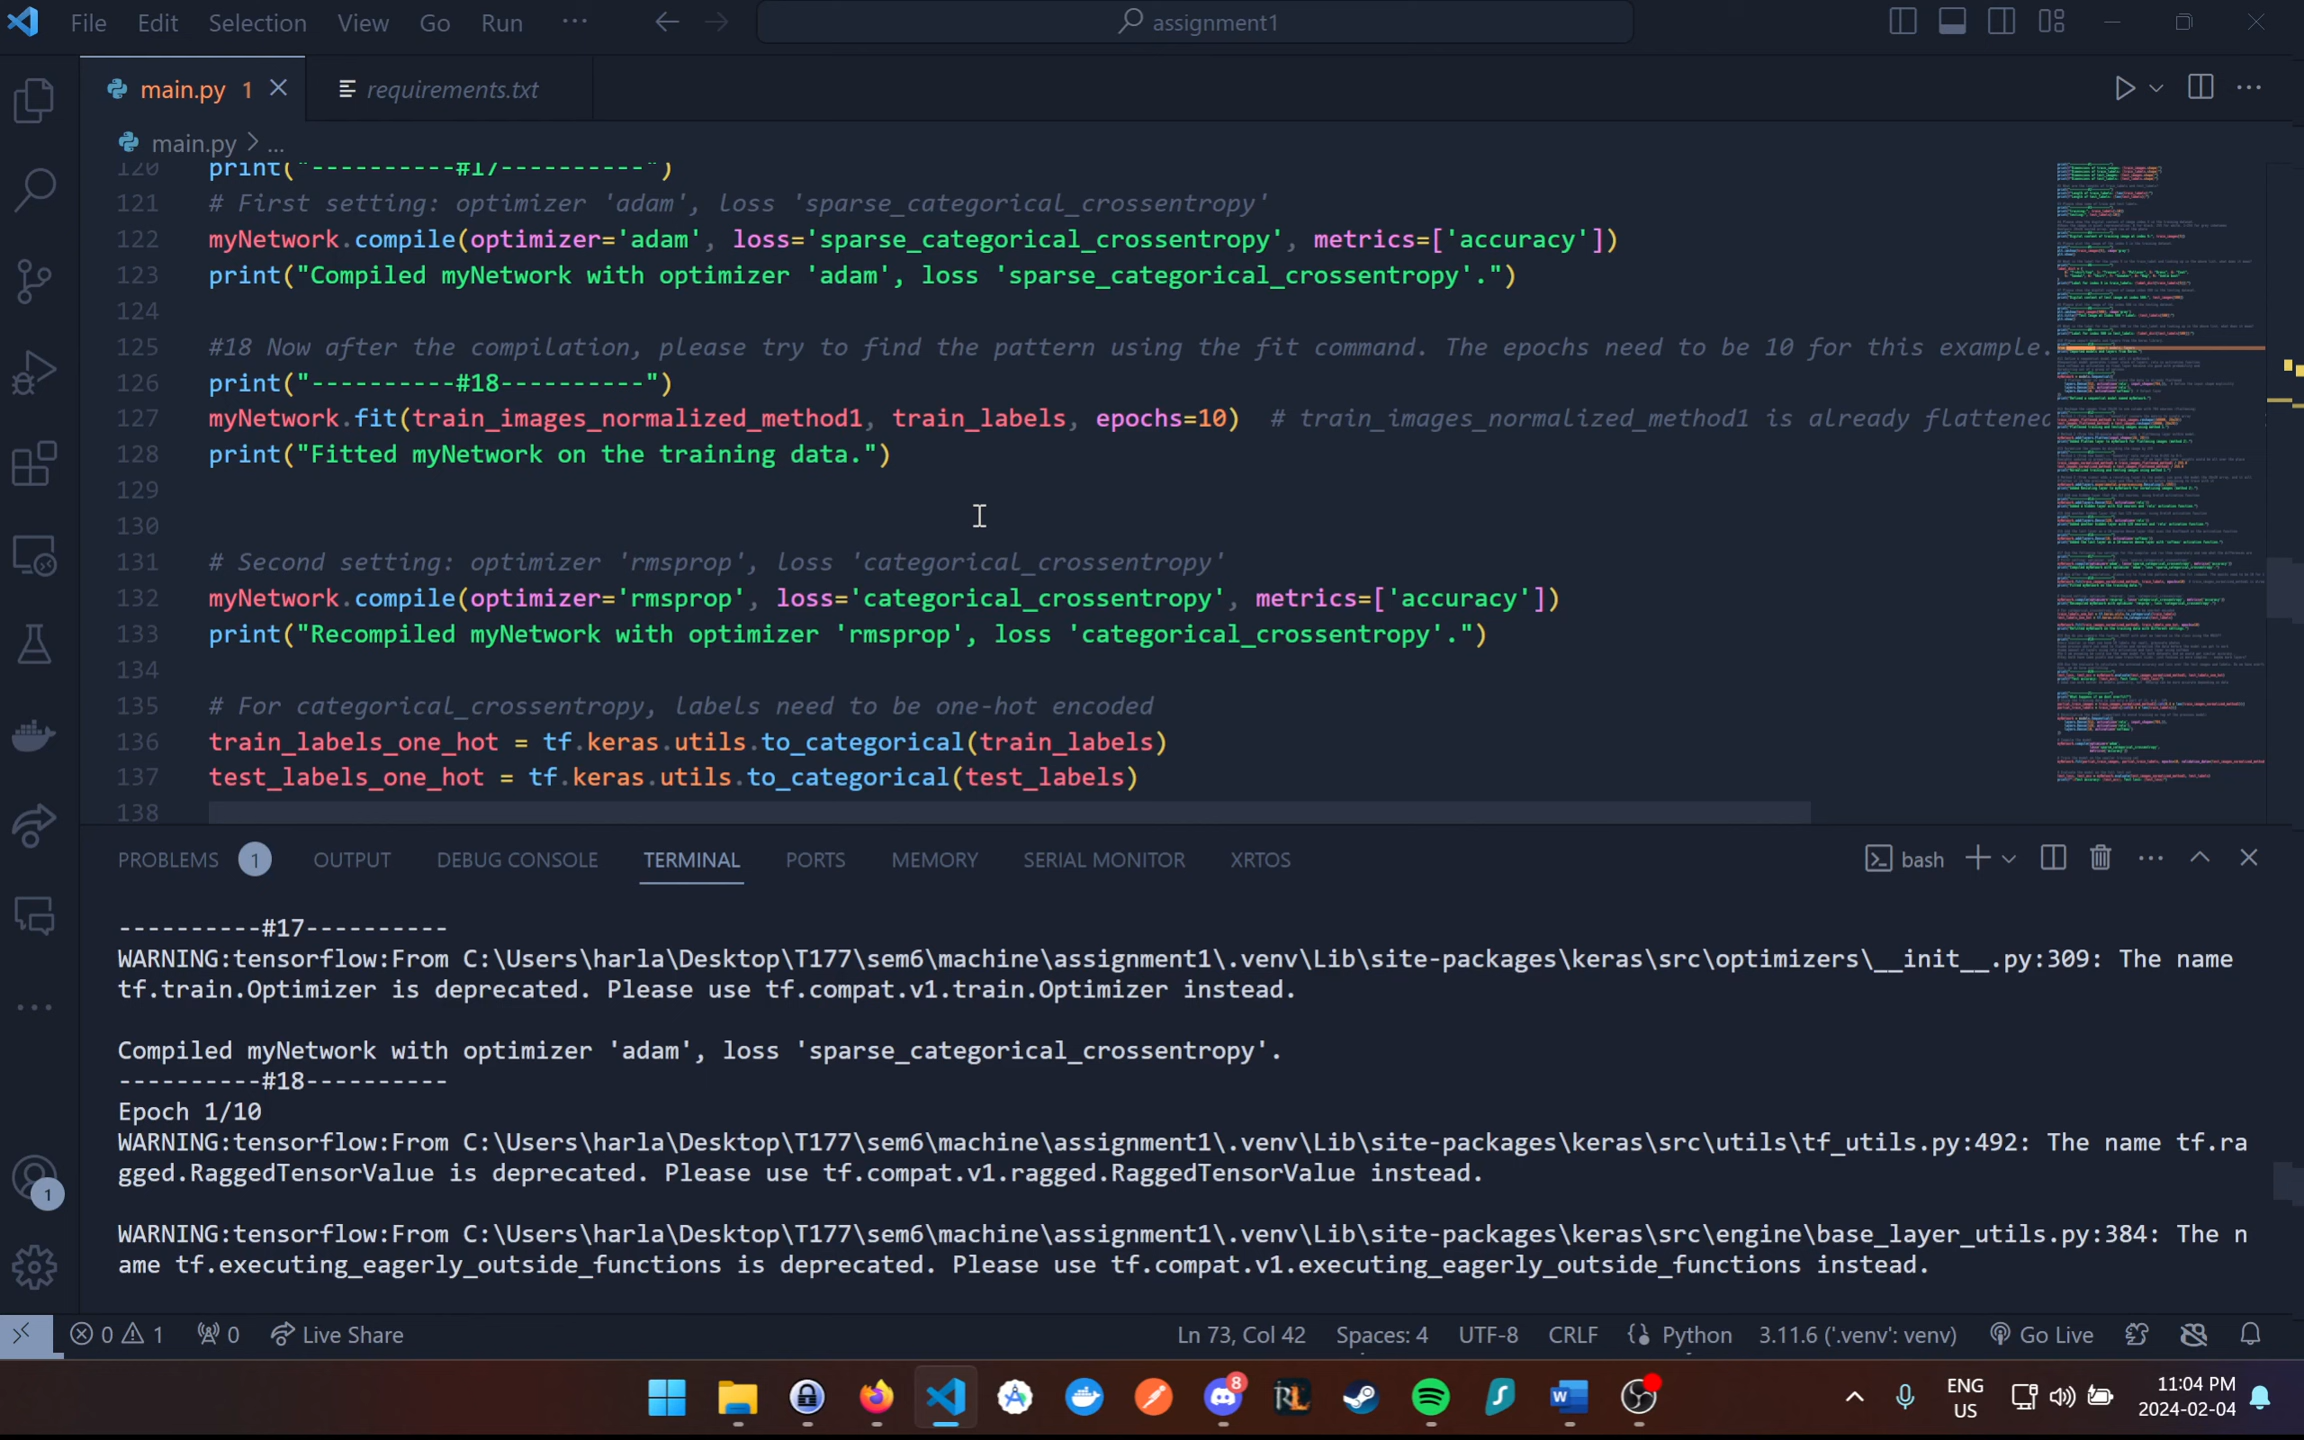 File Edit Selection View Go Run ··· assignment1
main.py 1 requirements.txt
main.py > ...
120 print("----------#17----------")
121 # First setting: optimizer 'adam', loss 'sparse_categorical_crossentropy'
122 myNetwork.compile(optimizer='adam', loss='sparse_categorical_crossentropy', metrics=['accuracy'])
123 print("Compiled myNetwork with optimizer 'adam', loss 'sparse_categorical_crossentropy'.")
124
125 #18 Now after the compilation, please try to find the pattern using the fit command. The epochs need to be 10 for this example.
126 print("----------#18----------")
127 myNetwork.fit(train_images_normalized_method1, train_labels, epochs=10) # train_images_normalized_method1 is already flattened
128 print("Fitted myNetwork on the training data.")
129
130
131 # Second setting: optimizer 'rmsprop', loss 'categorical_crossentropy'
132 myNetwork.compile(optimizer='rmsprop', loss='categorical_crossentropy', metrics=['accuracy'])
133 print("Recompiled myNetwork with optimizer 'rmsprop', loss 'categorical_crossentropy'.")
134
135 # For categorical_crossentropy, labels need to be one-hot encoded
136 train_labels_one_hot = tf.keras.utils.to_categorical(train_labels)
137 test_labels_one_hot = tf.keras.utils.to_categorical(test_labels)
138
PROBLEMS 1 OUTPUT DEBUG CONSOLE TERMINAL PORTS MEMORY SERIAL MONITOR XRTOS bash
----------#17----------
WARNING:tensorflow:From C:\Users\harla\Desktop\T177\sem6\machine\assignment1\.venv\Lib\site-packages\keras\src\optimizers\__init__.py:309: The name
tf.train.Optimizer is deprecated. Please use tf.compat.v1.train.Optimizer instead.
Compiled myNetwork with optimizer 'adam', loss 'sparse_categorical_crossentropy'.
----------#18----------
Epoch 1/10
WARNING:tensorflow:From C:\Users\harla\Desktop\T177\sem6\machine\assignment1\.venv\Lib\site-packages\keras\src\utils\tf_utils.py:492: The name tf.ra
gged.RaggedTensorValue is deprecated. Please use tf.compat.v1.ragged.RaggedTensorValue instead.
WARNING:tensorflow:From C:\Users\harla\Desktop\T177\sem6\machine\assignment1\.venv\Lib\site-packages\keras\src\engine\base_layer_utils.py:384: The n
ame tf.executing_eagerly_outside_functions is deprecated. Please use tf.compat.v1.executing_eagerly_outside_functions instead.
1
0 1 0 Live Share Ln 73, Col 42 Spaces: 4 UTF-8 CRLF Python 3.11.6 ('.venv': venv) Go Live
8 RL W ENG 11:04 PM
US 2024-02-04